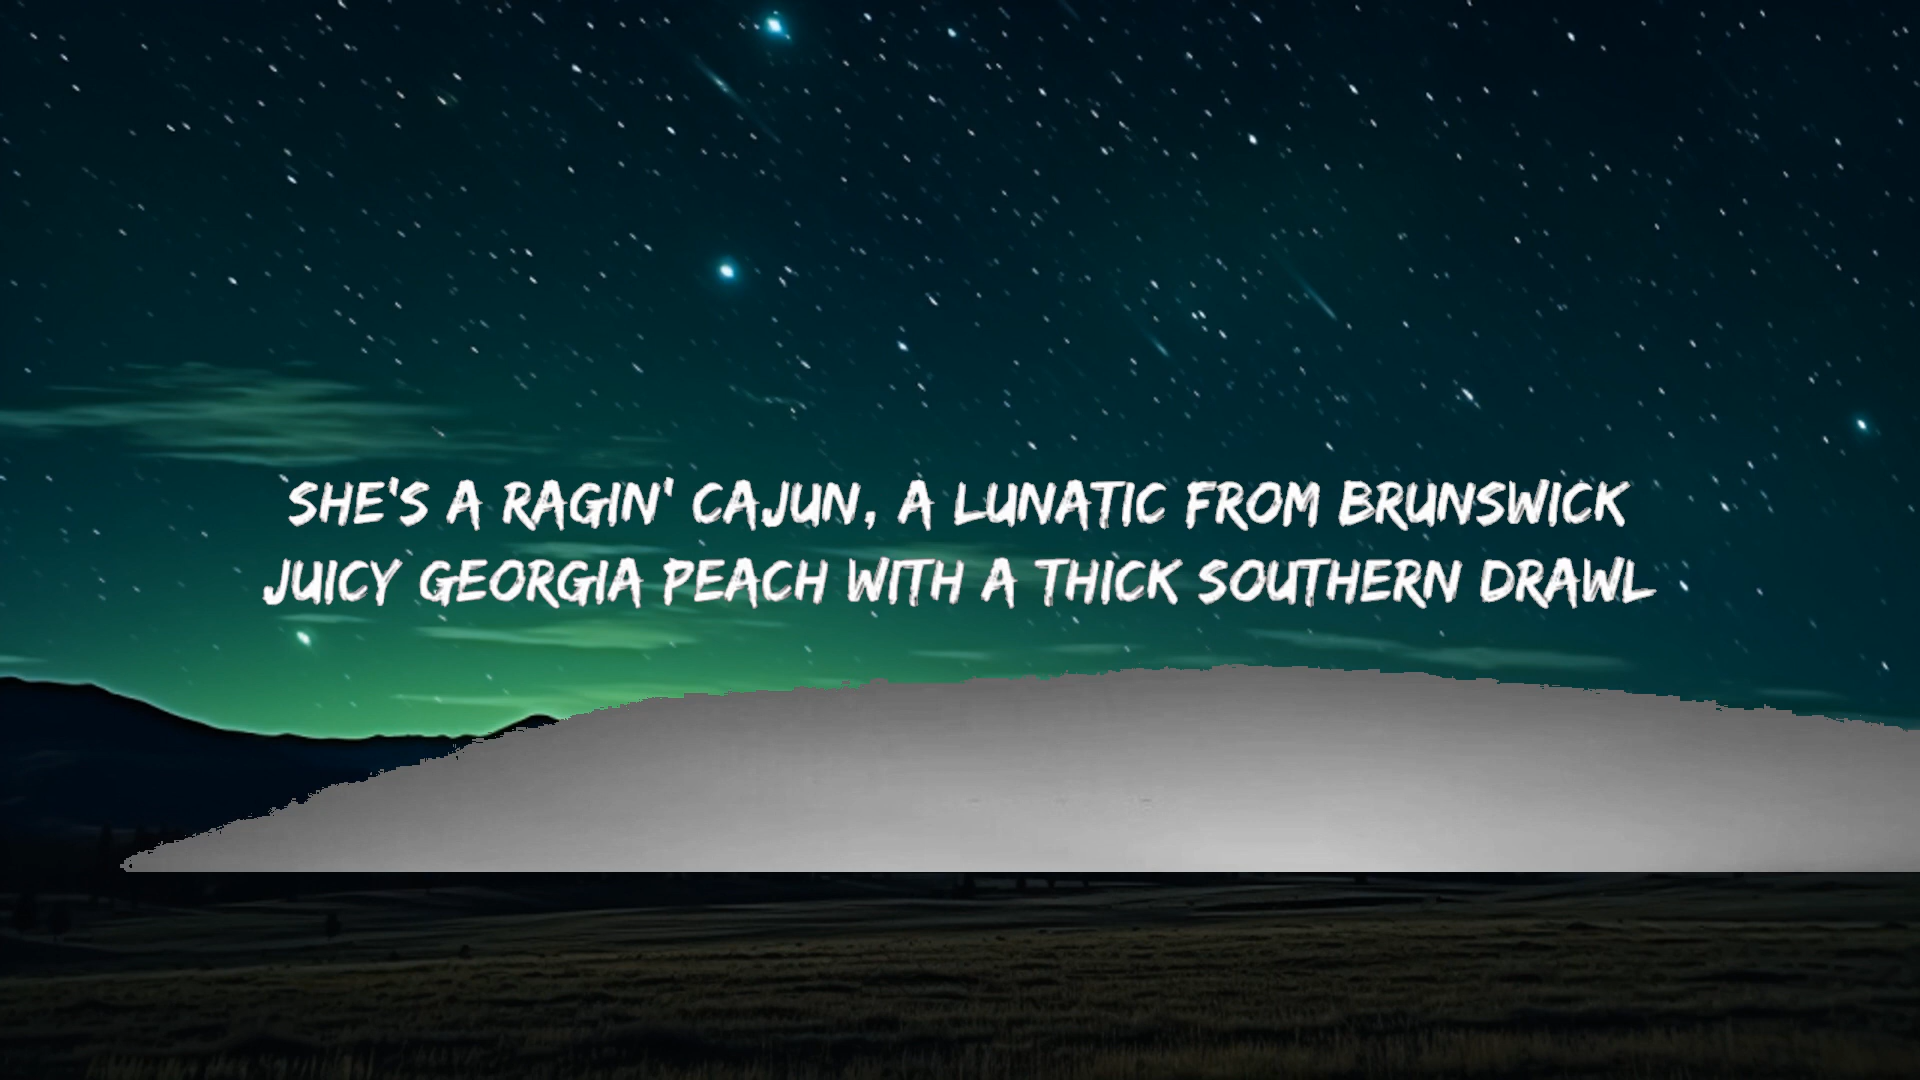 SHE'S A RAGIN' CAJUN, A LUNATIC FROM BRUNSWICK
JUICY GEORGIA PEACH WITH A THICK SOUTHERN DRAWL